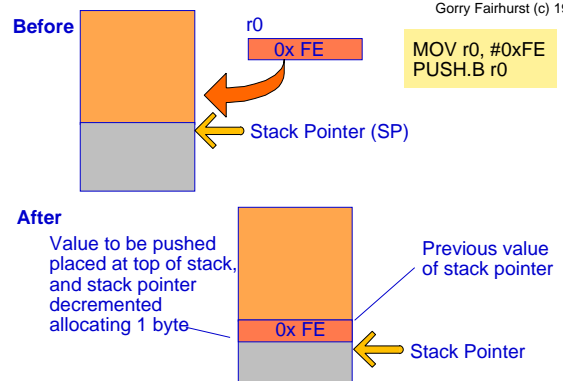 Gorry Fairhurst (c) 19
Before
r0
0x FE
MOV r0, #0xFE
PUSH.B r0
Stack Pointer (SP)
After
Value to be pushed
placed at top of stack,
and stack pointer
decremented
allocating 1 byte
Previous value
of stack pointer
0x FE
Stack Pointer